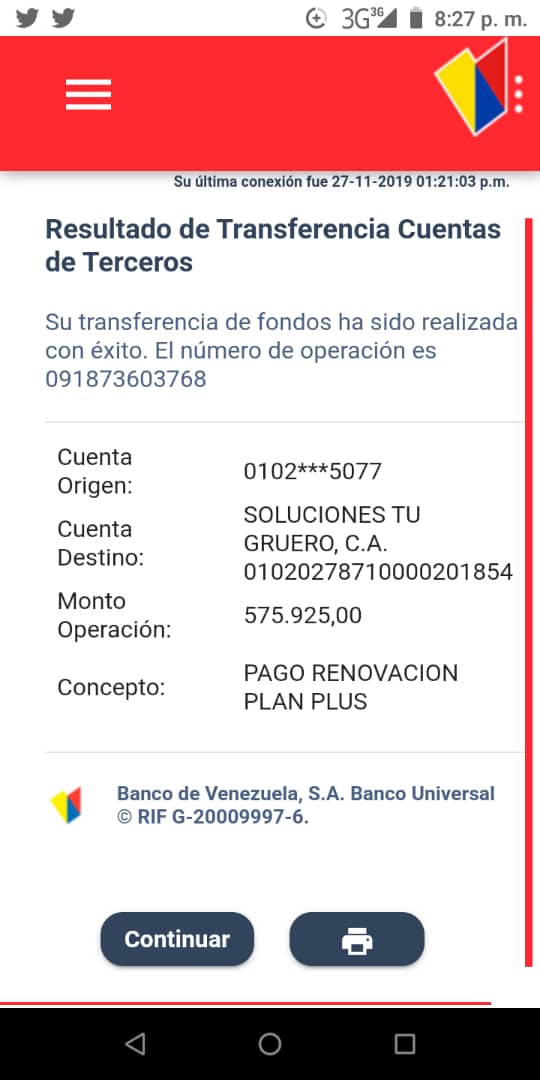 3G 3G 8:27 p. m.
Su última conexión fue 27-11-2019 01:21:03 p.m.
Resultado de Transferencia Cuentas
de Terceros
Su transferencia de fondos ha sido realizada
con éxito. El número de operación es
091873603768
Cuenta
Origen:
0102***5077
Cuenta
Destino:
SOLUCIONES TU
GRUERO, C.A.
01020278710000201854
Monto
Operación:
575.925,00
Concepto:
PAGO RENOVACION
PLAN PLUS
Banco de Venezuela, S.A. Banco Universal
© RIF G-20009997-6.
Continuar